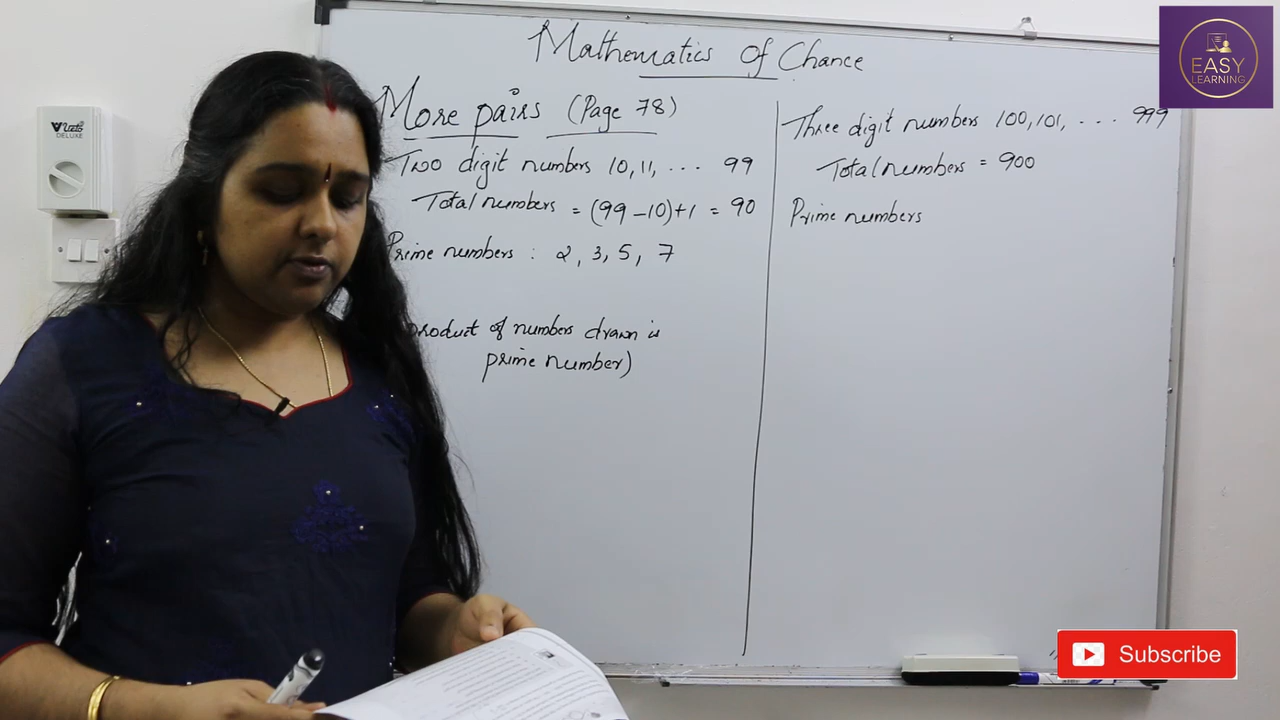 Mathematics Of Chance
More pairs (Page 78)
Two digit numbers 10, 11, ... 99
Total numbers = (99-10)+1 = 90
Prime numbers : 2, 3, 5, 7
product of numbers drawn is
prime number)
Three digit numbers 100, 101, ... 999
Total numbers = 900
Prime numbers
EASY
LEARNING
DELUXE
Subscribe